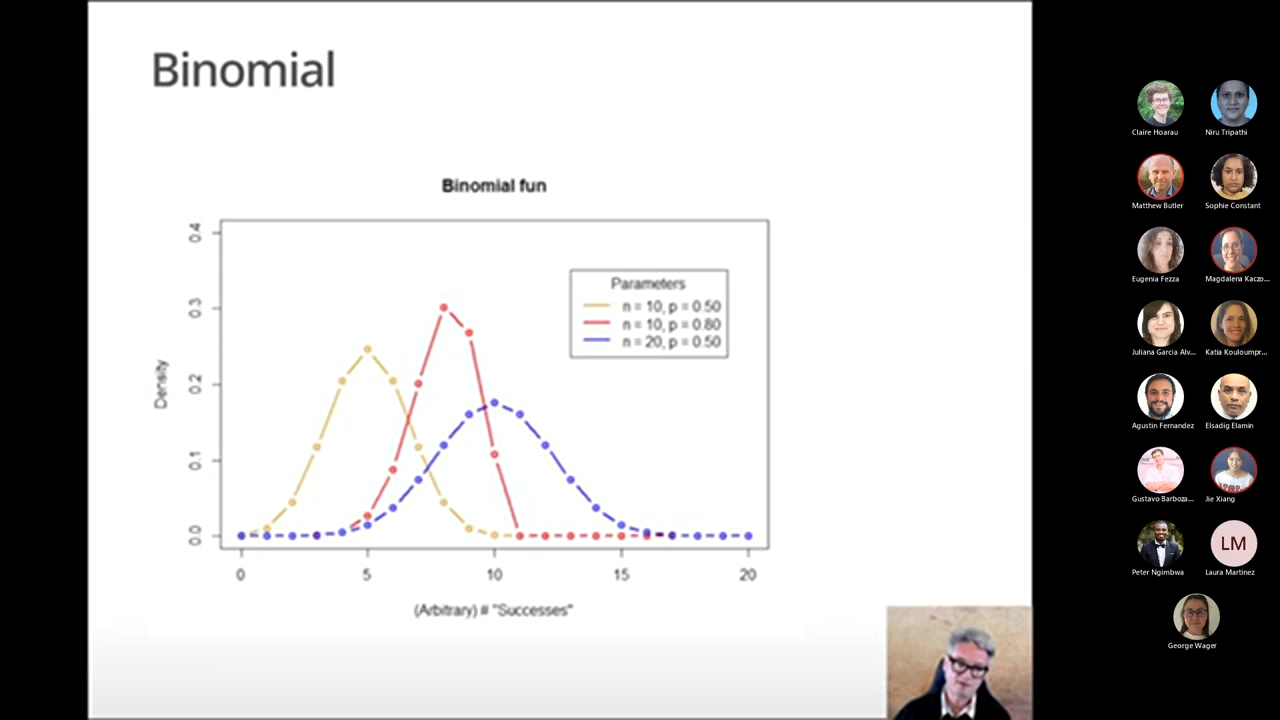 Binomial
Binomial fun
0.4
0.3
0.2
0.1
0.0
Density
Parameters
n = 10, p = 0.50
n = 10, p = 0.80
n = 20, p = 0.50
0 5 10 15 20
(Arbitrary) # "Successes"
Claire Hoarau
Niru Tripathi
Matthew Butler
Sophie Constant
Eugenia Fezza
Magdalena Kaczo...
Juliana Garcia Alv...
Katia Kouloumpr...
Agustin Fernandez
Elsadig Elamin
Gustavo Barboza...
Jie Xiang
Peter Ngimbwa
LM
Laura Martinez
George Wager